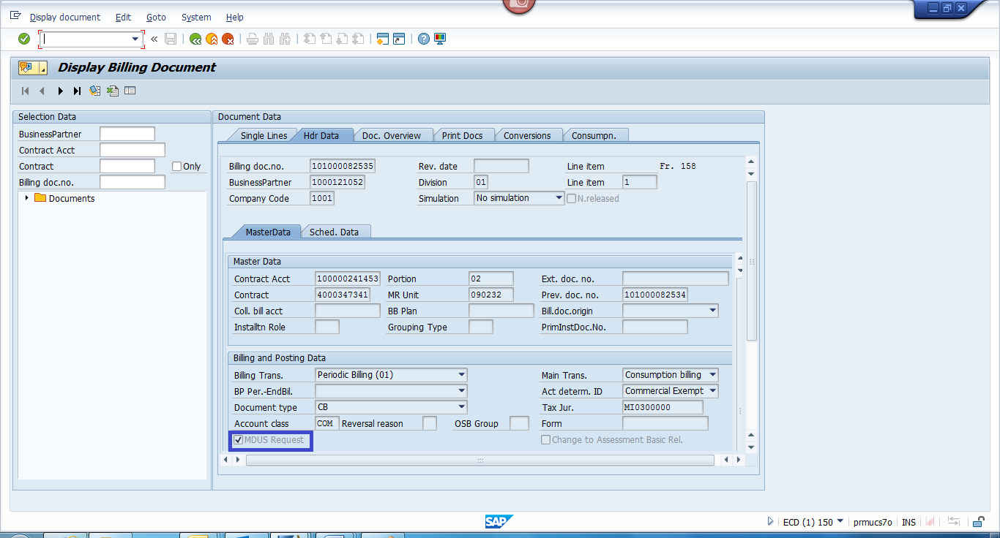 Display document Edit Goto System Help
«
Display Billing Document
Selection Data
BusinessPartner
Contract Acct
Contract Only
Billing doc.no.
Documents
Document Data
Single Lines Hdr Data Doc. Overview Print Docs Conversions Consumpn.
Billing doc.no. 101000082535 Rev. date Line item Fr. 158
BusinessPartner 1000121052 Division 01 Line item 1
Company Code 1001 Simulation No simulation N.released
MasterData Sched. Data
Master Data
Contract Acct 100000241453 Portion 02 Ext. doc. no.
Contract 4000347341 MR Unit 090232 Prev. doc. no. 101000082534
Coll. bill acct BB Plan Bill.doc.origin
Installtn Role Grouping Type PrimInstDoc.No.
Billing and Posting Data
Billing Trans. Periodic Billing (01) Main Trans. Consumption billing
BP Per.-EndBil. Act determ. ID Commercial Exempt
Document type CB Tax Jur. MI0300000
Account class COM Reversal reason OSB Group Form
MDUS Request Change to Assessment Basic Rel.
SAP ECD (1) 150 prmucs7o INS